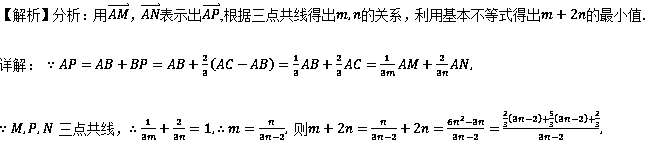 【解析】分析：用$\overrightarrow{AM}$，$\overrightarrow{AN}$表示出$\overrightarrow{AP}$,根据三点共线得出$m,n$的关系，利用基本不等式得出$m+2n$的最小值.
详解： $\because AP=AB+BP=AB+\frac{2}{3}(AC-AB)=\frac{1}{3}AB+\frac{2}{3}AC=\frac{1}{3m}AM+\frac{2}{3n}AN,$
$\because M,P,N$ 三点共线，$\therefore \frac{1}{3m}+\frac{2}{3n}=1,\therefore m=\frac{n}{3n-2},$ 则$m+2n=\frac{n}{3n-2}+2n=\frac{6n^2-3n}{3n-2}=\frac{\frac{2}{3}(3n-2)+\frac{5}{3}(3n-2)+\frac{2}{3}}{3n-2},$